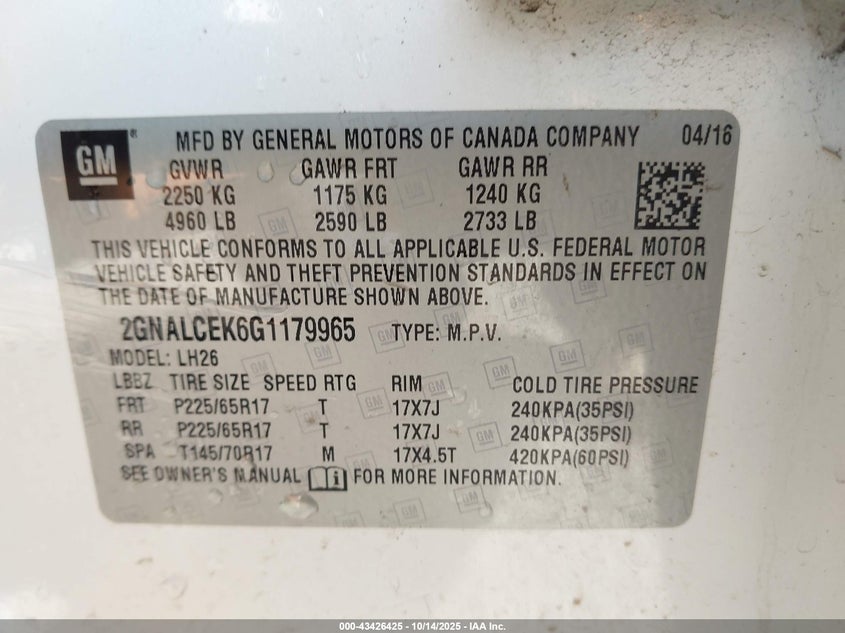 GM ® MFD BY GENERAL MOTORS OF CANADA COMPANY 04/16
GVWR GAWR FRT GAWR RR
2250 KG 1175 KG 1240 KG
4960 LB 2590 LB 2733 LB
THIS VEHICLE CONFORMS TO ALL APPLICABLE U.S. FEDERAL MOTOR
VEHICLE SAFETY AND THEFT PREVENTION STANDARDS IN EFFECT ON
THE DATE OF MANUFACTURE SHOWN ABOVE.
2GNALCEK6G1179965 TYPE: M.P.V.
MODEL: LH26
LBBZ TIRE SIZE SPEED RTG RIM COLD TIRE PRESSURE
FRT P225/65R17 T 17X7J 240KPA(35PSI)
RR P225/65R17 T 17X7J 240KPA(35PSI)
SPA T145/70R17 M 17X4.5T 420KPA(60PSI)
SEE OWNER'S MANUAL i FOR MORE INFORMATION.
000-43426425 - 10/14/2025 - IAA Inc.